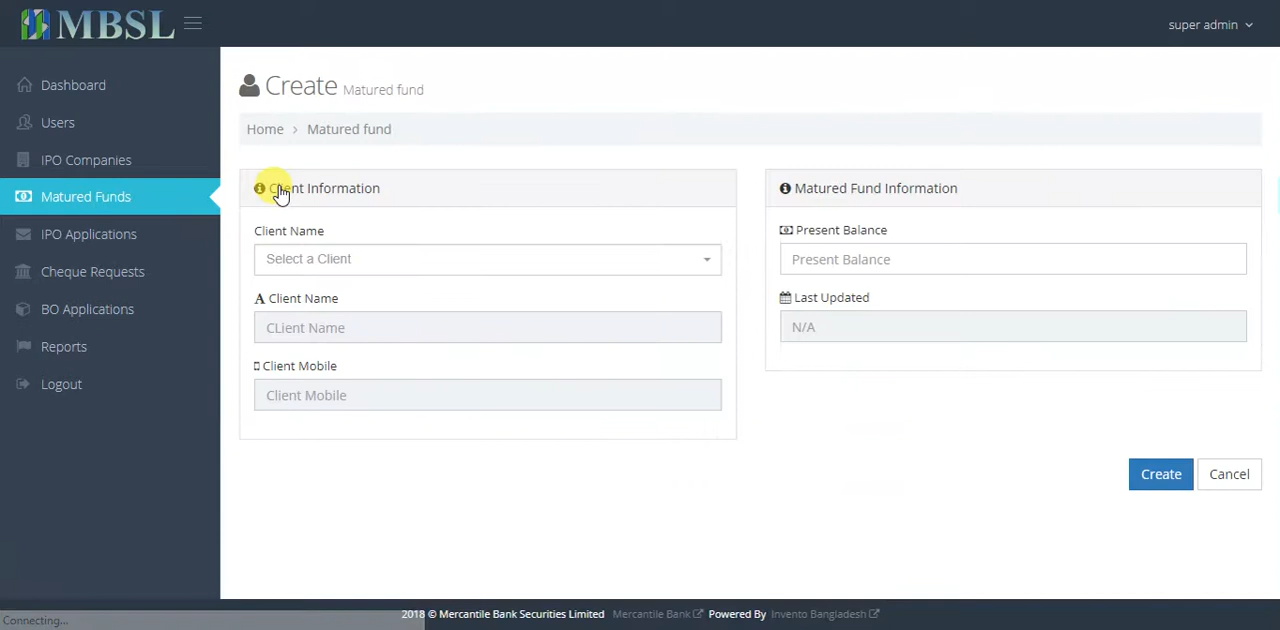 MBSL
super admin
Dashboard
Users
IPO Companies
Matured Funds
IPO Applications
Cheque Requests
BO Applications
Reports
Logout
Create Matured fund
Home > Matured fund
Client Information
Client Name
Select a Client
Client Name
CLient Name
Client Mobile
Client Mobile
Matured Fund Information
Present Balance
Present Balance
Last Updated
N/A
Create
Cancel
2018 © Mercantile Bank Securities Limited Mercantile Bank Powered By Invento Bangladesh
Connecting...